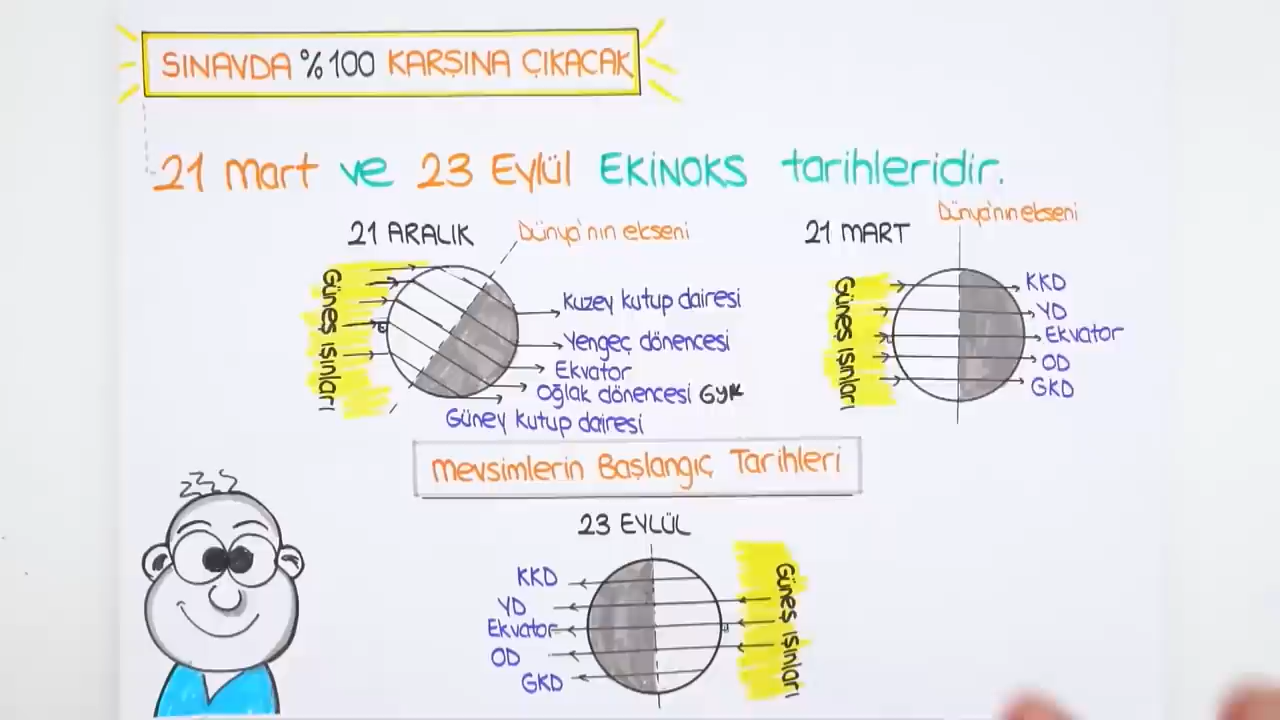 SINAVDA %100 KARŞINA ÇIKACAK
21 Mart ve 23 Eylül EKİNOKS tarihleridir.
21 ARALIK
Dünya'nın ekseni
Güneş ışınları
Kuzey kutup dairesi
Yengeç dönencesi
Ekvator
Oğlak dönencesi GYK
Güney kutup dairesi
21 MART
Dünya'nın ekseni
Güneş ışınları
KKD
YD
Ekvator
OD
GKD
Mevsimlerin Başlangıç Tarihleri
23 EYLÜL
KKD
YD
Ekvator
OD
GKD
Güneş ışınları